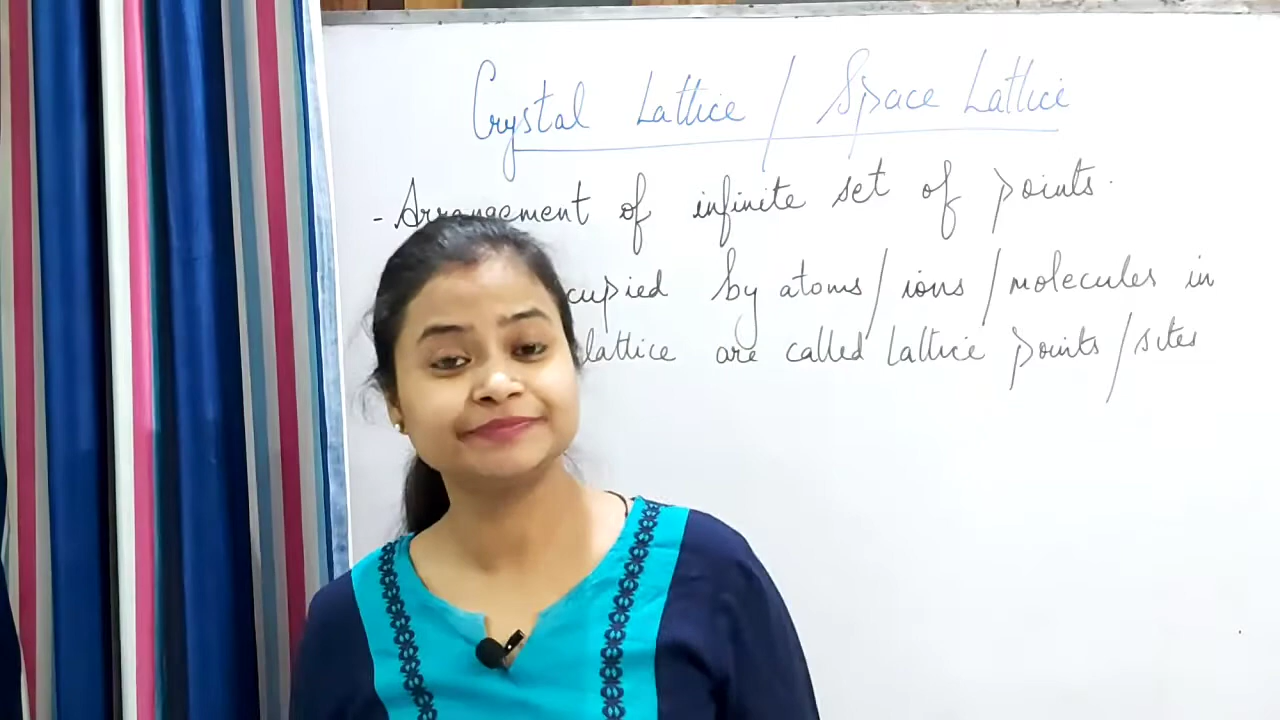 Crystal Lattice / Space Lattice
- Arrangement of infinite set of points.
cupied by atoms/ions/molecules in
lattice are called lattice points/sites